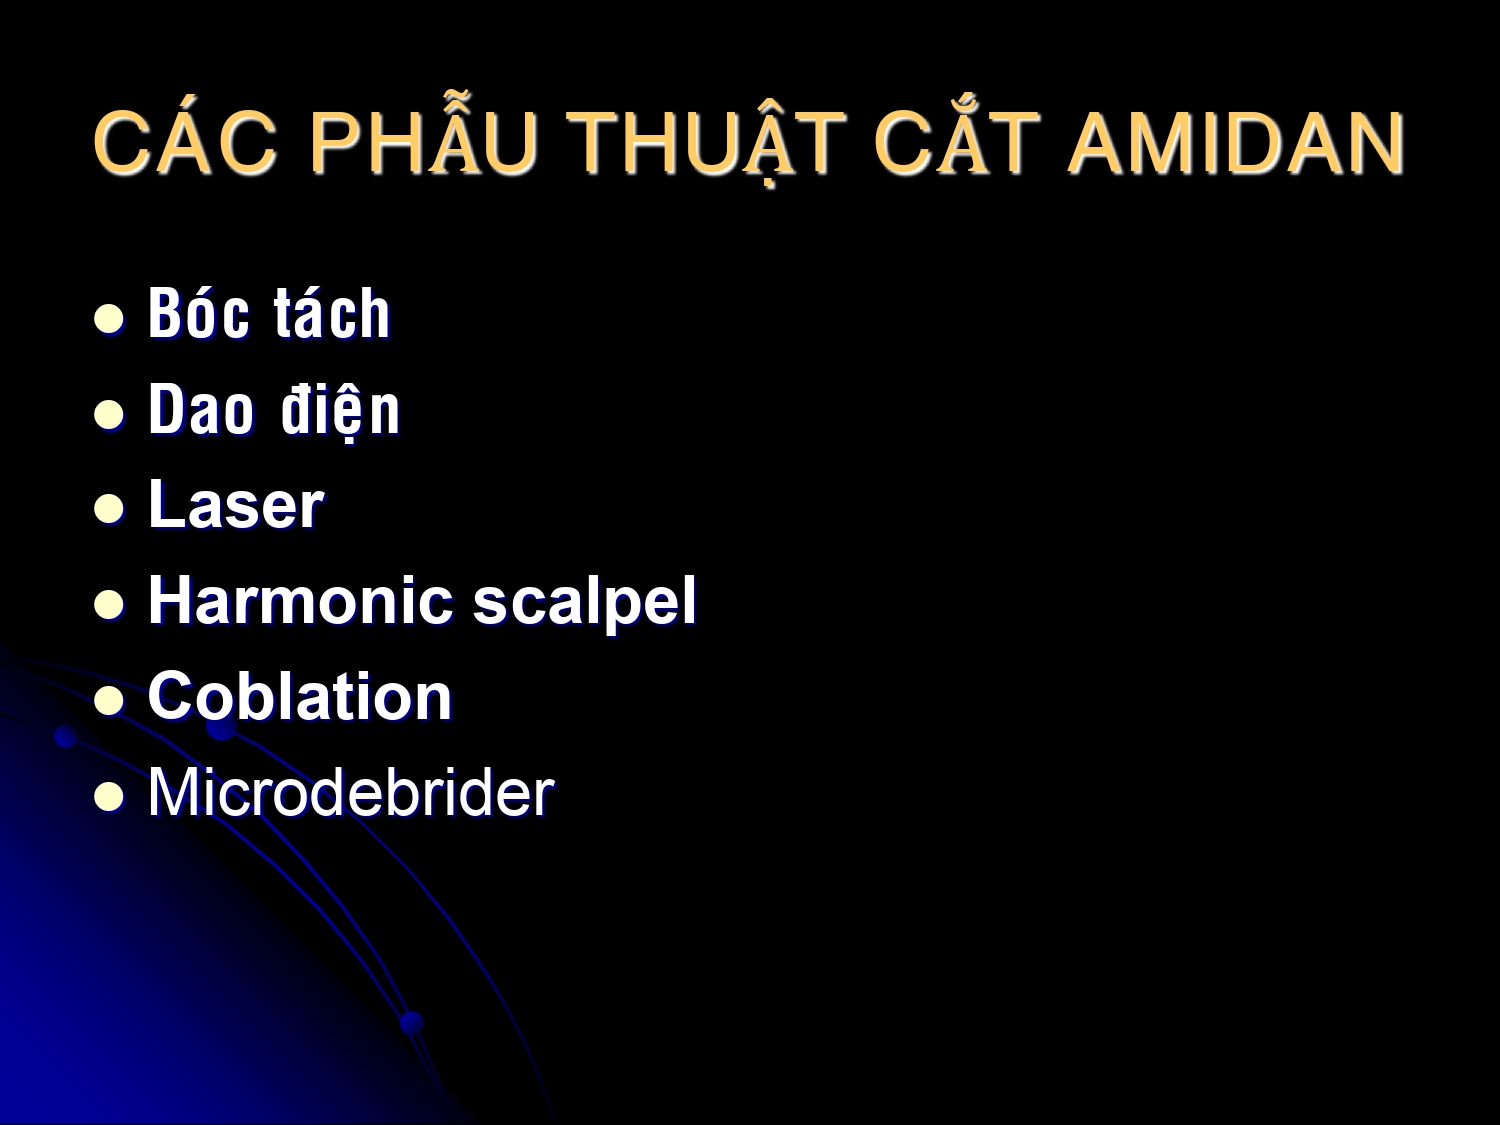 CÁC PHẪU THUẬT CẮT AMIDAN
Bóc tách
Dao điện
Laser
Harmonic scalpel
Coblation
Microdebrider